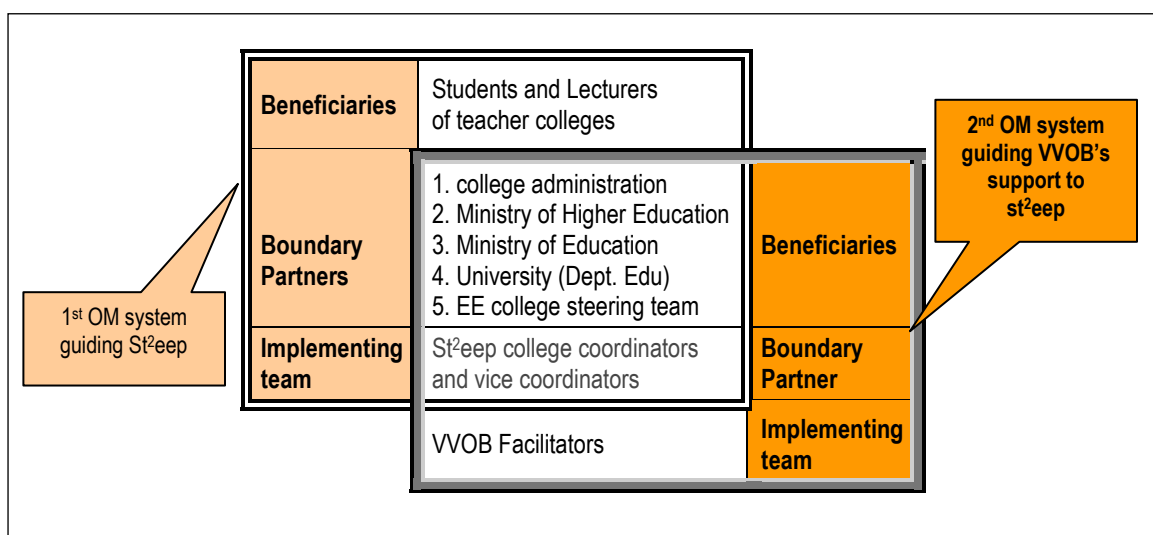 Beneficiaries
Students and Lecturers
of teacher colleges
2nd OM system
guiding VVOB's
support to
st²eep
1st OM system
guiding St²eep
Boundary
Partners
1. college administration
2. Ministry of Higher Education
3. Ministry of Education
4. University (Dept. Edu)
5. EE college steering team
Beneficiaries
Implementing
team
St²eep college coordinators
and vice coordinators
Boundary
Partner
VVOB Facilitators
Implementing
team